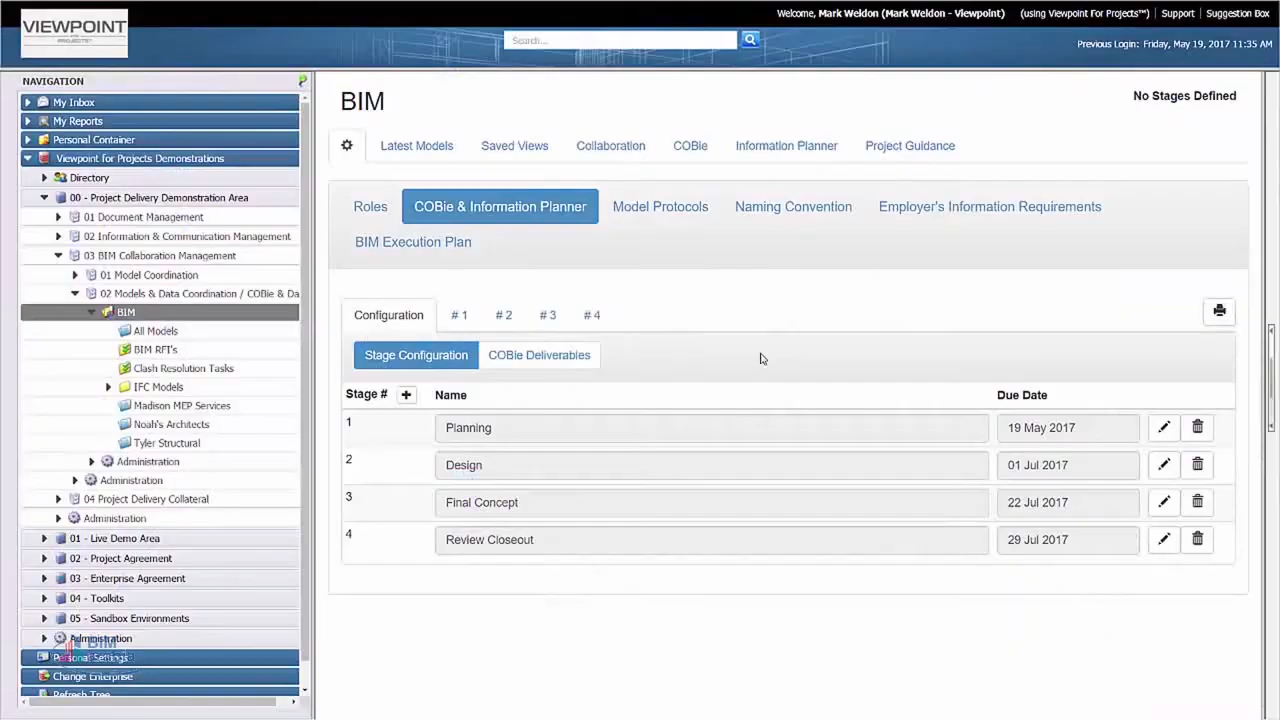 VIEWPOINT
FOR PROJECTS™
Welcome, Mark Weldon (Mark Weldon - Viewpoint) (using Viewpoint For Projects™) Support Suggestion Box
Search...
Previous Login: Friday, May 19, 2017 11:35 AM
NAVIGATION
My Inbox
My Reports
Personal Container
Viewpoint for Projects Demonstrations
Directory
00 - Project Delivery Demonstration Area
01 Document Management
02 Information & Communication Management
03 BIM Collaboration Management
01 Model Coordination
02 Models & Data Coordination / COBie & Da
BIM
All Models
BIM RFI's
Clash Resolution Tasks
IFC Models
Madison MEP Services
Noah's Architects
Tyler Structural
Administration
Administration
04 Project Delivery Collateral
Administration
01 - Live Demo Area
02 - Project Agreement
03 - Enterprise Agreement
04 - Toolkits
05 - Sandbox Environments
Administration
BIM
Personal Settings
Change Enterprise
Refresh Tree
BIM
No Stages Defined
Latest Models Saved Views Collaboration COBie Information Planner Project Guidance
Roles COBie & Information Planner Model Protocols Naming Convention Employer's Information Requirements
BIM Execution Plan
Configuration # 1 # 2 # 3 # 4
Stage Configuration COBie Deliverables
Stage # + Name Due Date
1 Planning 19 May 2017
2 Design 01 Jul 2017
3 Final Concept 22 Jul 2017
4 Review Closeout 29 Jul 2017